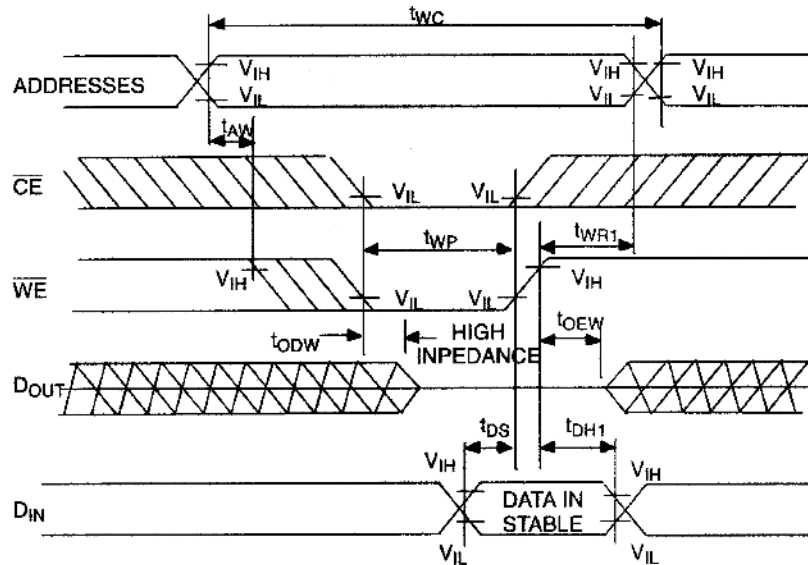 tWC
ADDRESSES
VIH
VIL
VIH
VIL
VIH
VIL
tAW
CE
VIL
VIL
tWP
tWR1
WE
VIH
VIL
VIL
VIH
tODW
HIGH
INPEDANCE
tOEW
DOUT
tDS
tDH1
VIH
VIH
DIN
DATA IN
STABLE
VIL
VIL